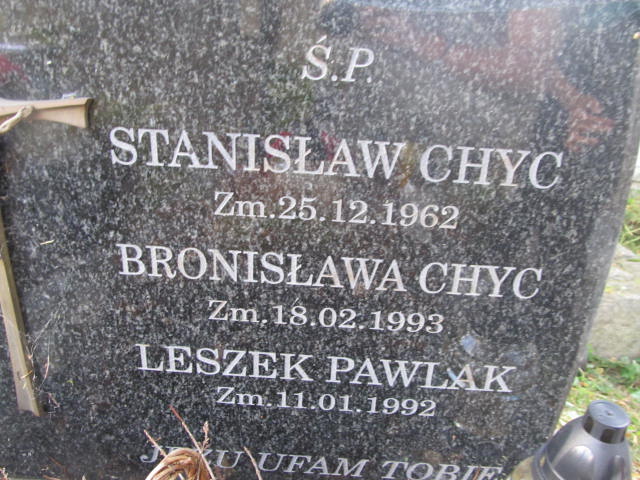 Ś.P.
STANISŁAW CHYC
Zm.25.12.1962
BRONISŁAWA CHYC
Zm.18.02.1993
LESZEK PAWLAK
Zm.11.01.1992
JEZU UFAM TOBIE